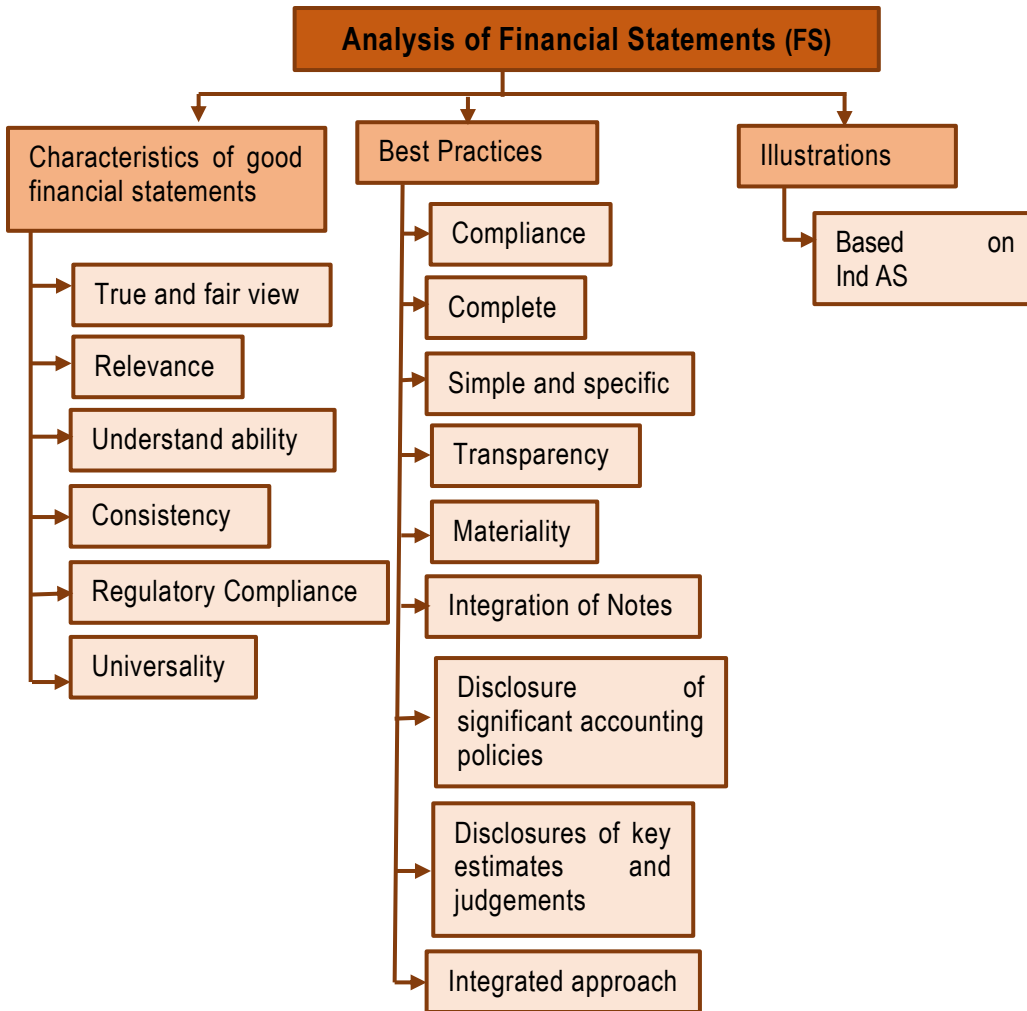 Analysis of Financial Statements (FS)
Characteristics of good
financial statements
True and fair view
Relevance
Understand ability
Consistency
Regulatory Compliance
Universality
Best Practices
Compliance
Complete
Simple and specific
Transparency
Materiality
Integration of Notes
Disclosure of
significant accounting
policies
Disclosures of key
estimates and
judgements
Integrated approach
Illustrations
Based on
Ind AS